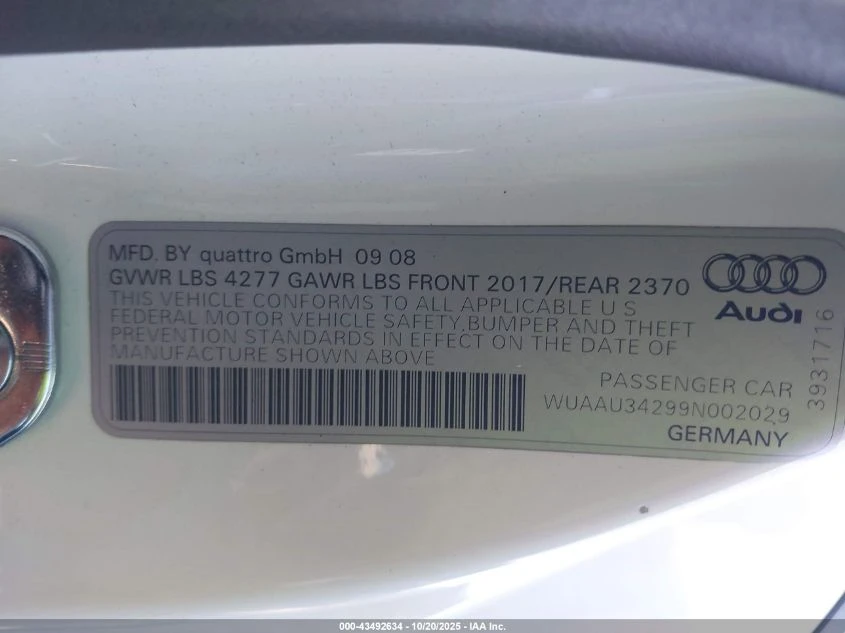 MFD. BY quattro GmbH 09 08
GVWR LBS 4277 GAWR LBS FRONT 2017/REAR 2370
THIS VEHICLE CONFORMS TO ALL APPLICABLE U S
FEDERAL MOTOR VEHICLE SAFETY, BUMPER AND THEFT
PREVENTION STANDARDS IN EFFECT ON THE DATE OF
MANUFACTURE SHOWN ABOVE
Audi
3931716
PASSENGER CAR
WUAAU34299N002029
GERMANY
000-43492634 - 10/20/2025 - IAA Inc.